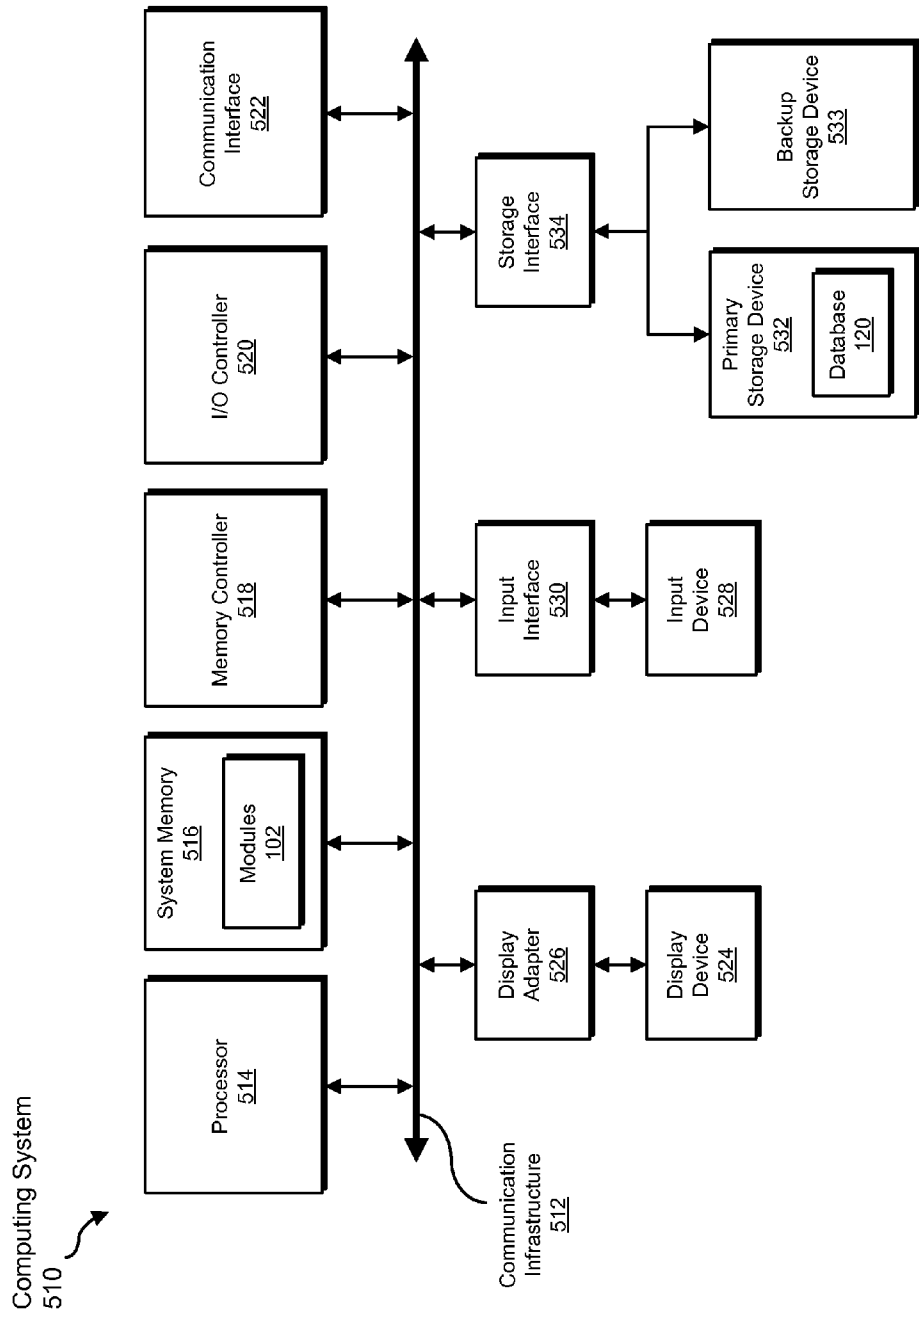 Computing System
510
Processor
514
System Memory
516
Modules
102
Memory Controller
518
I/O Controller
520
Communication
Interface
522
Communication
Infrastructure
512
Display
Adapter
526
Input
Interface
530
Storage
Interface
534
Display
Device
524
Input
Device
528
Primary
Storage Device
532
Database
120
Backup
Storage Device
533